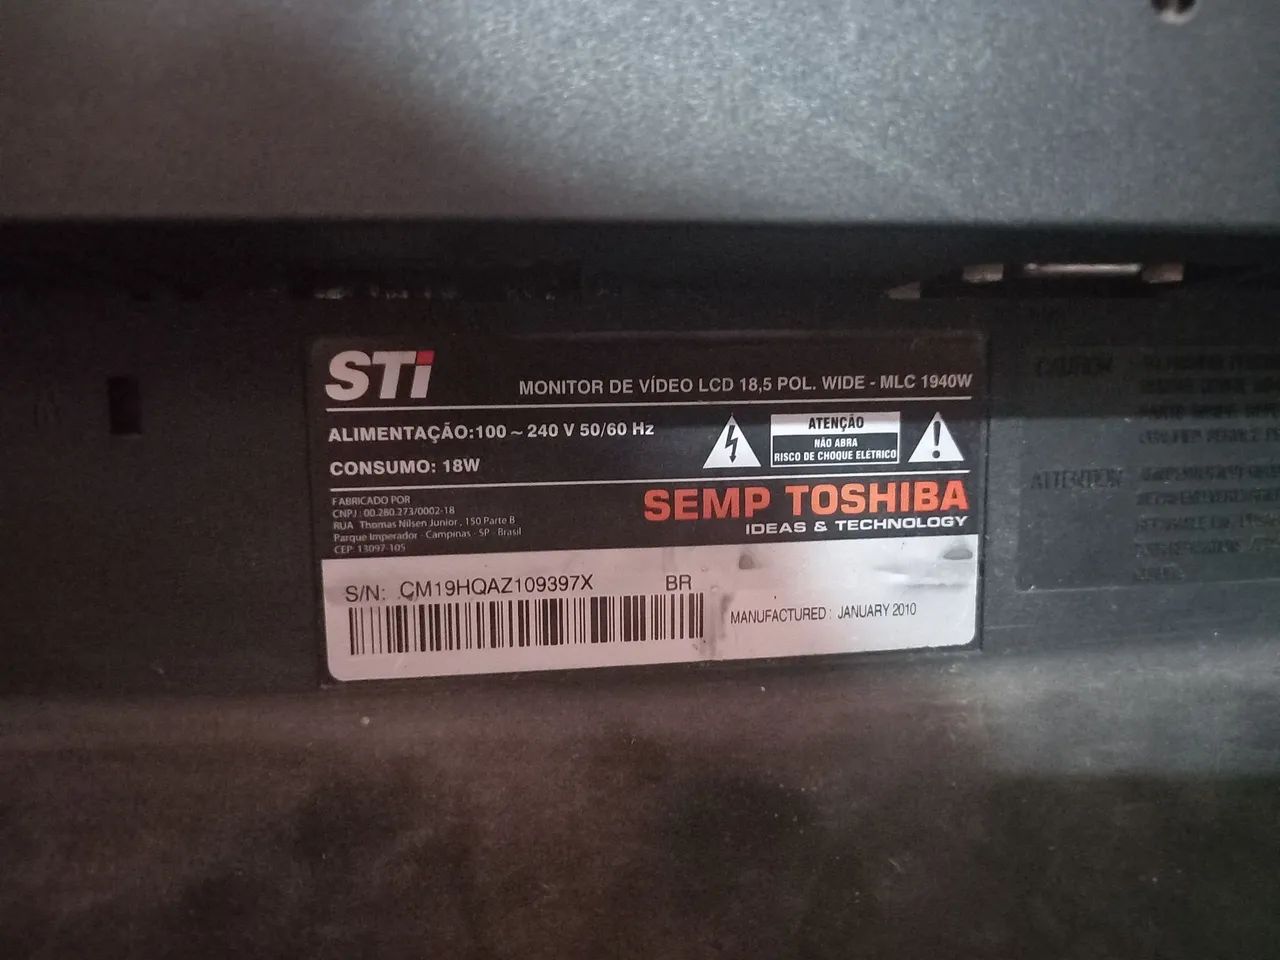 STi
MONITOR DE VÍDEO LCD 18,5 POL. WIDE - MLC 1940W
ALIMENTAÇÃO:100 ~ 240 V 50/60 Hz
CONSUMO: 18W
ATENÇÃO
NÃO ABRA
RISCO DE CHOQUE ELÉTRICO
FABRICADO POR
CNPJ: 00.280.273/0002-18
RUA Thomas Nilsen Junior, 150 Parte B
Parque Imperador - Campinas - SP - Brasil
CEP: 13097-105
SEMP TOSHIBA
IDEAS & TECHNOLOGY
S/N: CM19HQAZ109397X BR
MANUFACTURED: JANUARY 2010
CAUTION
ATTENTION